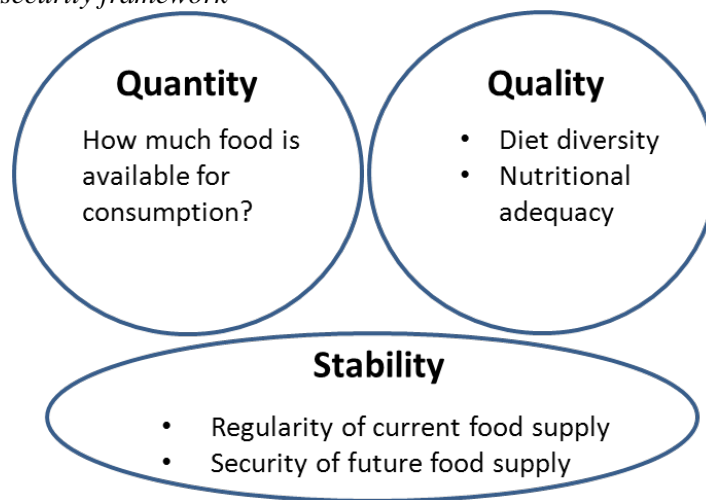 security framework
Quantity
How much food is
available for
consumption?
Quality
• Diet diversity
• Nutritional
adequacy
Stability
• Regularity of current food supply
• Security of future food supply